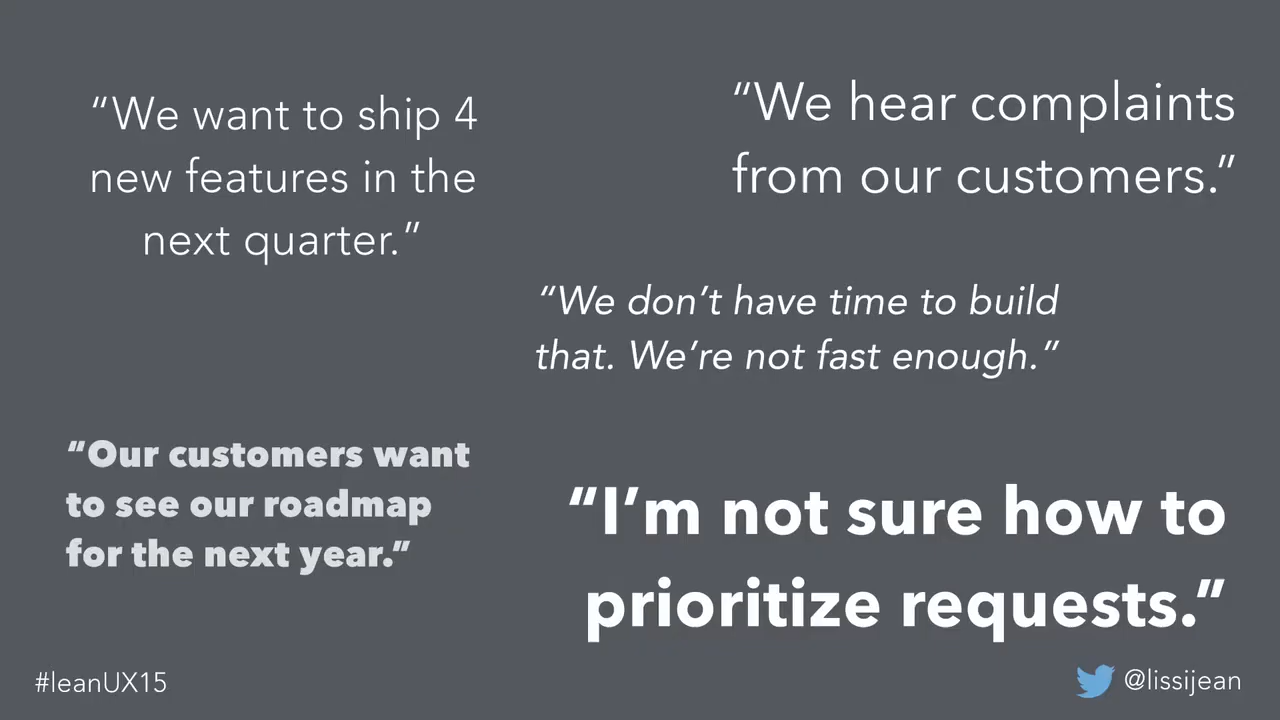 “We want to ship 4
new features in the
next quarter.”
“We hear complaints
from our customers.”
“We don’t have time to build
that. We’re not fast enough.”
“Our customers want
to see our roadmap
for the next year.”
“I’m not sure how to
prioritize requests.”
#leanUX15
@lissijean